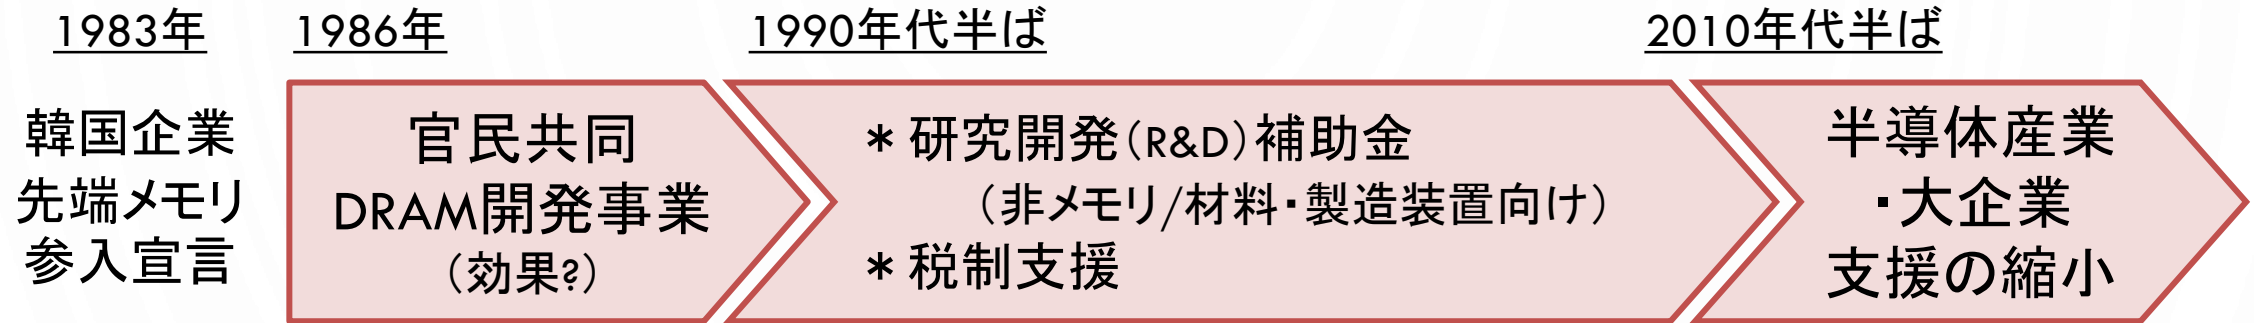 1983年
1986年
1990年代半ば
2010年代半ば
韓国企業
先端メモリ
参入宣言
官民共同
DRAM開発事業
（効果?）
* 研究開発（R&D）補助金
（非メモリ/材料・製造装置向け）
* 税制支援
半導体産業
・大企業
支援の縮小